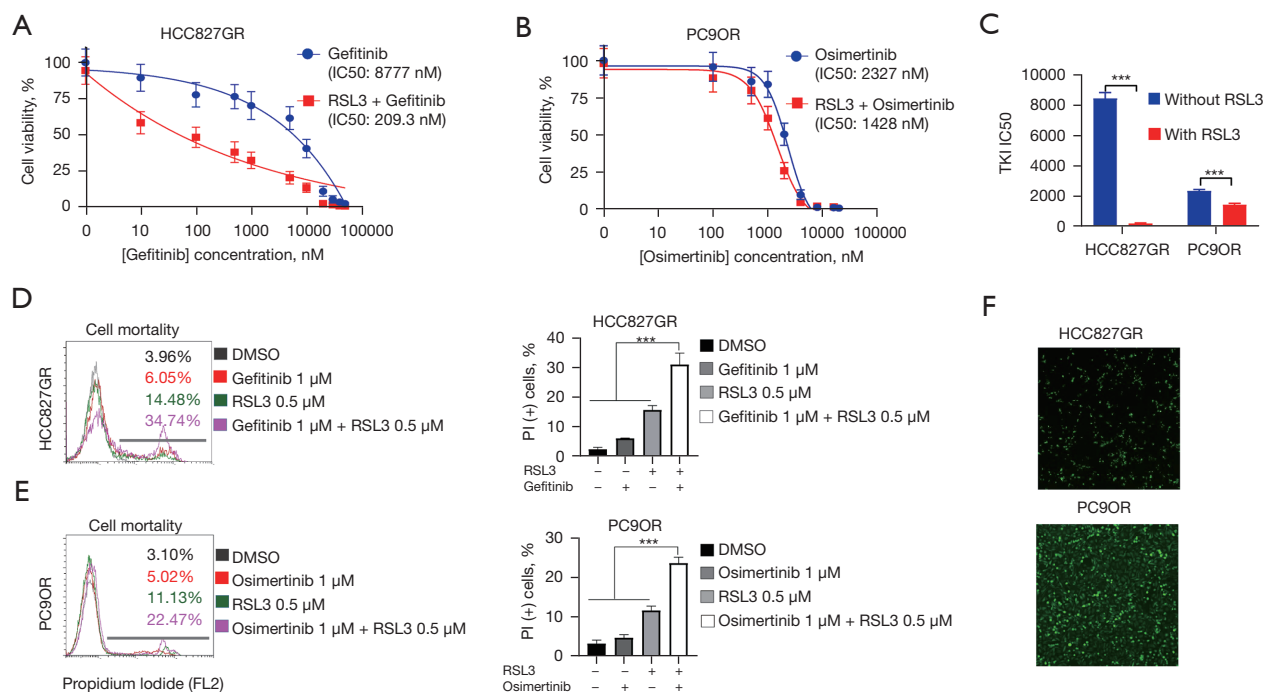 A
HCC827GR
Cell viability, %
100
75
50
25
0
0
10
100
1000
10000
100000
[Gefitinib] concentration, nM
Gefitinib
(IC50: 8777 nM)
RSL3 + Gefitinib
(IC50: 209.3 nM)
B
PC9OR
Cell viability, %
100
75
50
25
0
0
10
100
1000
10000
100000
[Osimertinib] concentration, nM
Osimertinib
(IC50: 2327 nM)
RSL3 + Osimertinib
(IC50: 1428 nM)
C
TKI IC50
10000
8000
6000
4000
2000
0
***
***
Without RSL3
With RSL3
HCC827GR
PC9OR
D
Cell mortality
HCC827GR
3.96%
6.05%
14.48%
34.74%
DMSO
Gefitinib 1 µM
RSL3 0.5 µM
Gefitinib 1 µM + RSL3 0.5 µM
HCC827GR
PI (+) cells, %
40
30
20
10
0
***
DMSO
Gefitinib 1 µM
RSL3 0.5 µM
Gefitinib 1 µM + RSL3 0.5 µM
RSL3 – – + +
Gefitinib – + – +
E
Cell mortality
PC9OR
3.10%
5.02%
11.13%
22.47%
DMSO
Osimertinib 1 µM
RSL3 0.5 µM
Osimertinib 1 µM + RSL3 0.5 µM
Propidium Iodide (FL2)
PC9OR
PI (+) cells, %
30
20
10
0
***
DMSO
Osimertinib 1 µM
RSL3 0.5 µM
Osimertinib 1 µM + RSL3 0.5 µM
RSL3 – – + +
Osimertinib – + – +
F
HCC827GR
PC9OR